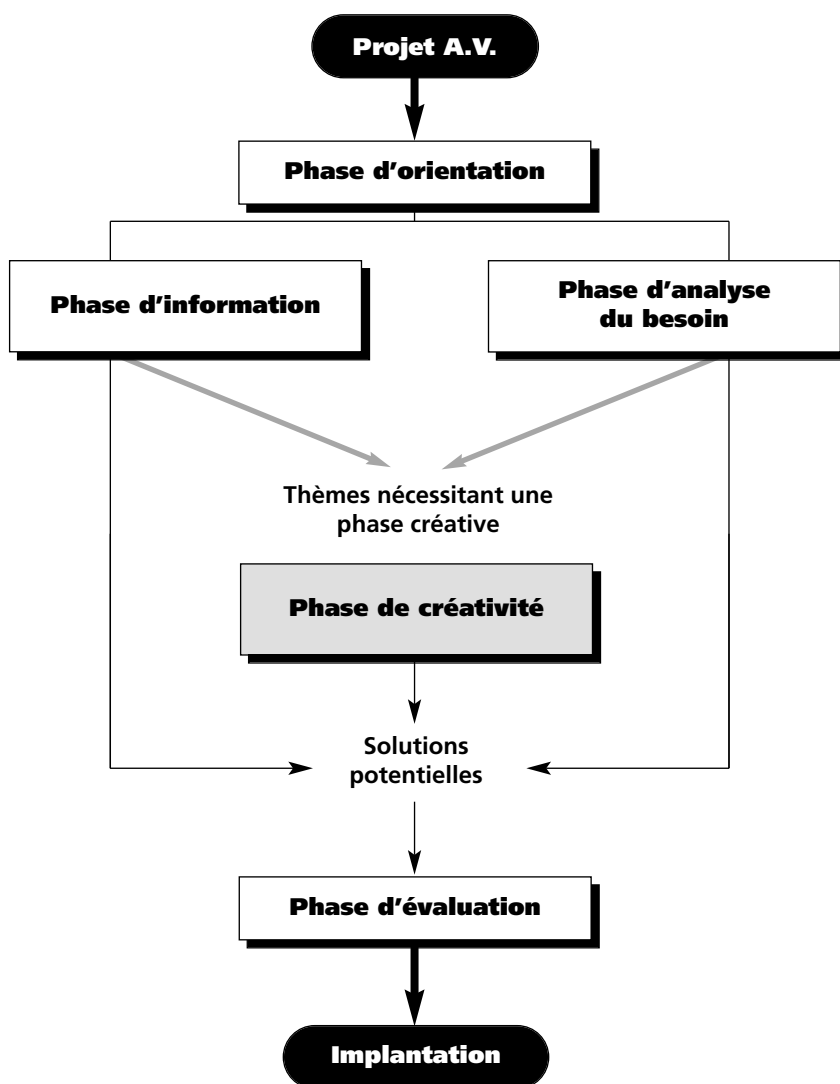 Projet A.V.
Phase d'orientation
Phase d'information
Phase d'analyse
du besoin
Thèmes nécessitant une
phase créative
Phase de créativité
Solutions
potentielles
Phase d'évaluation
Implantation